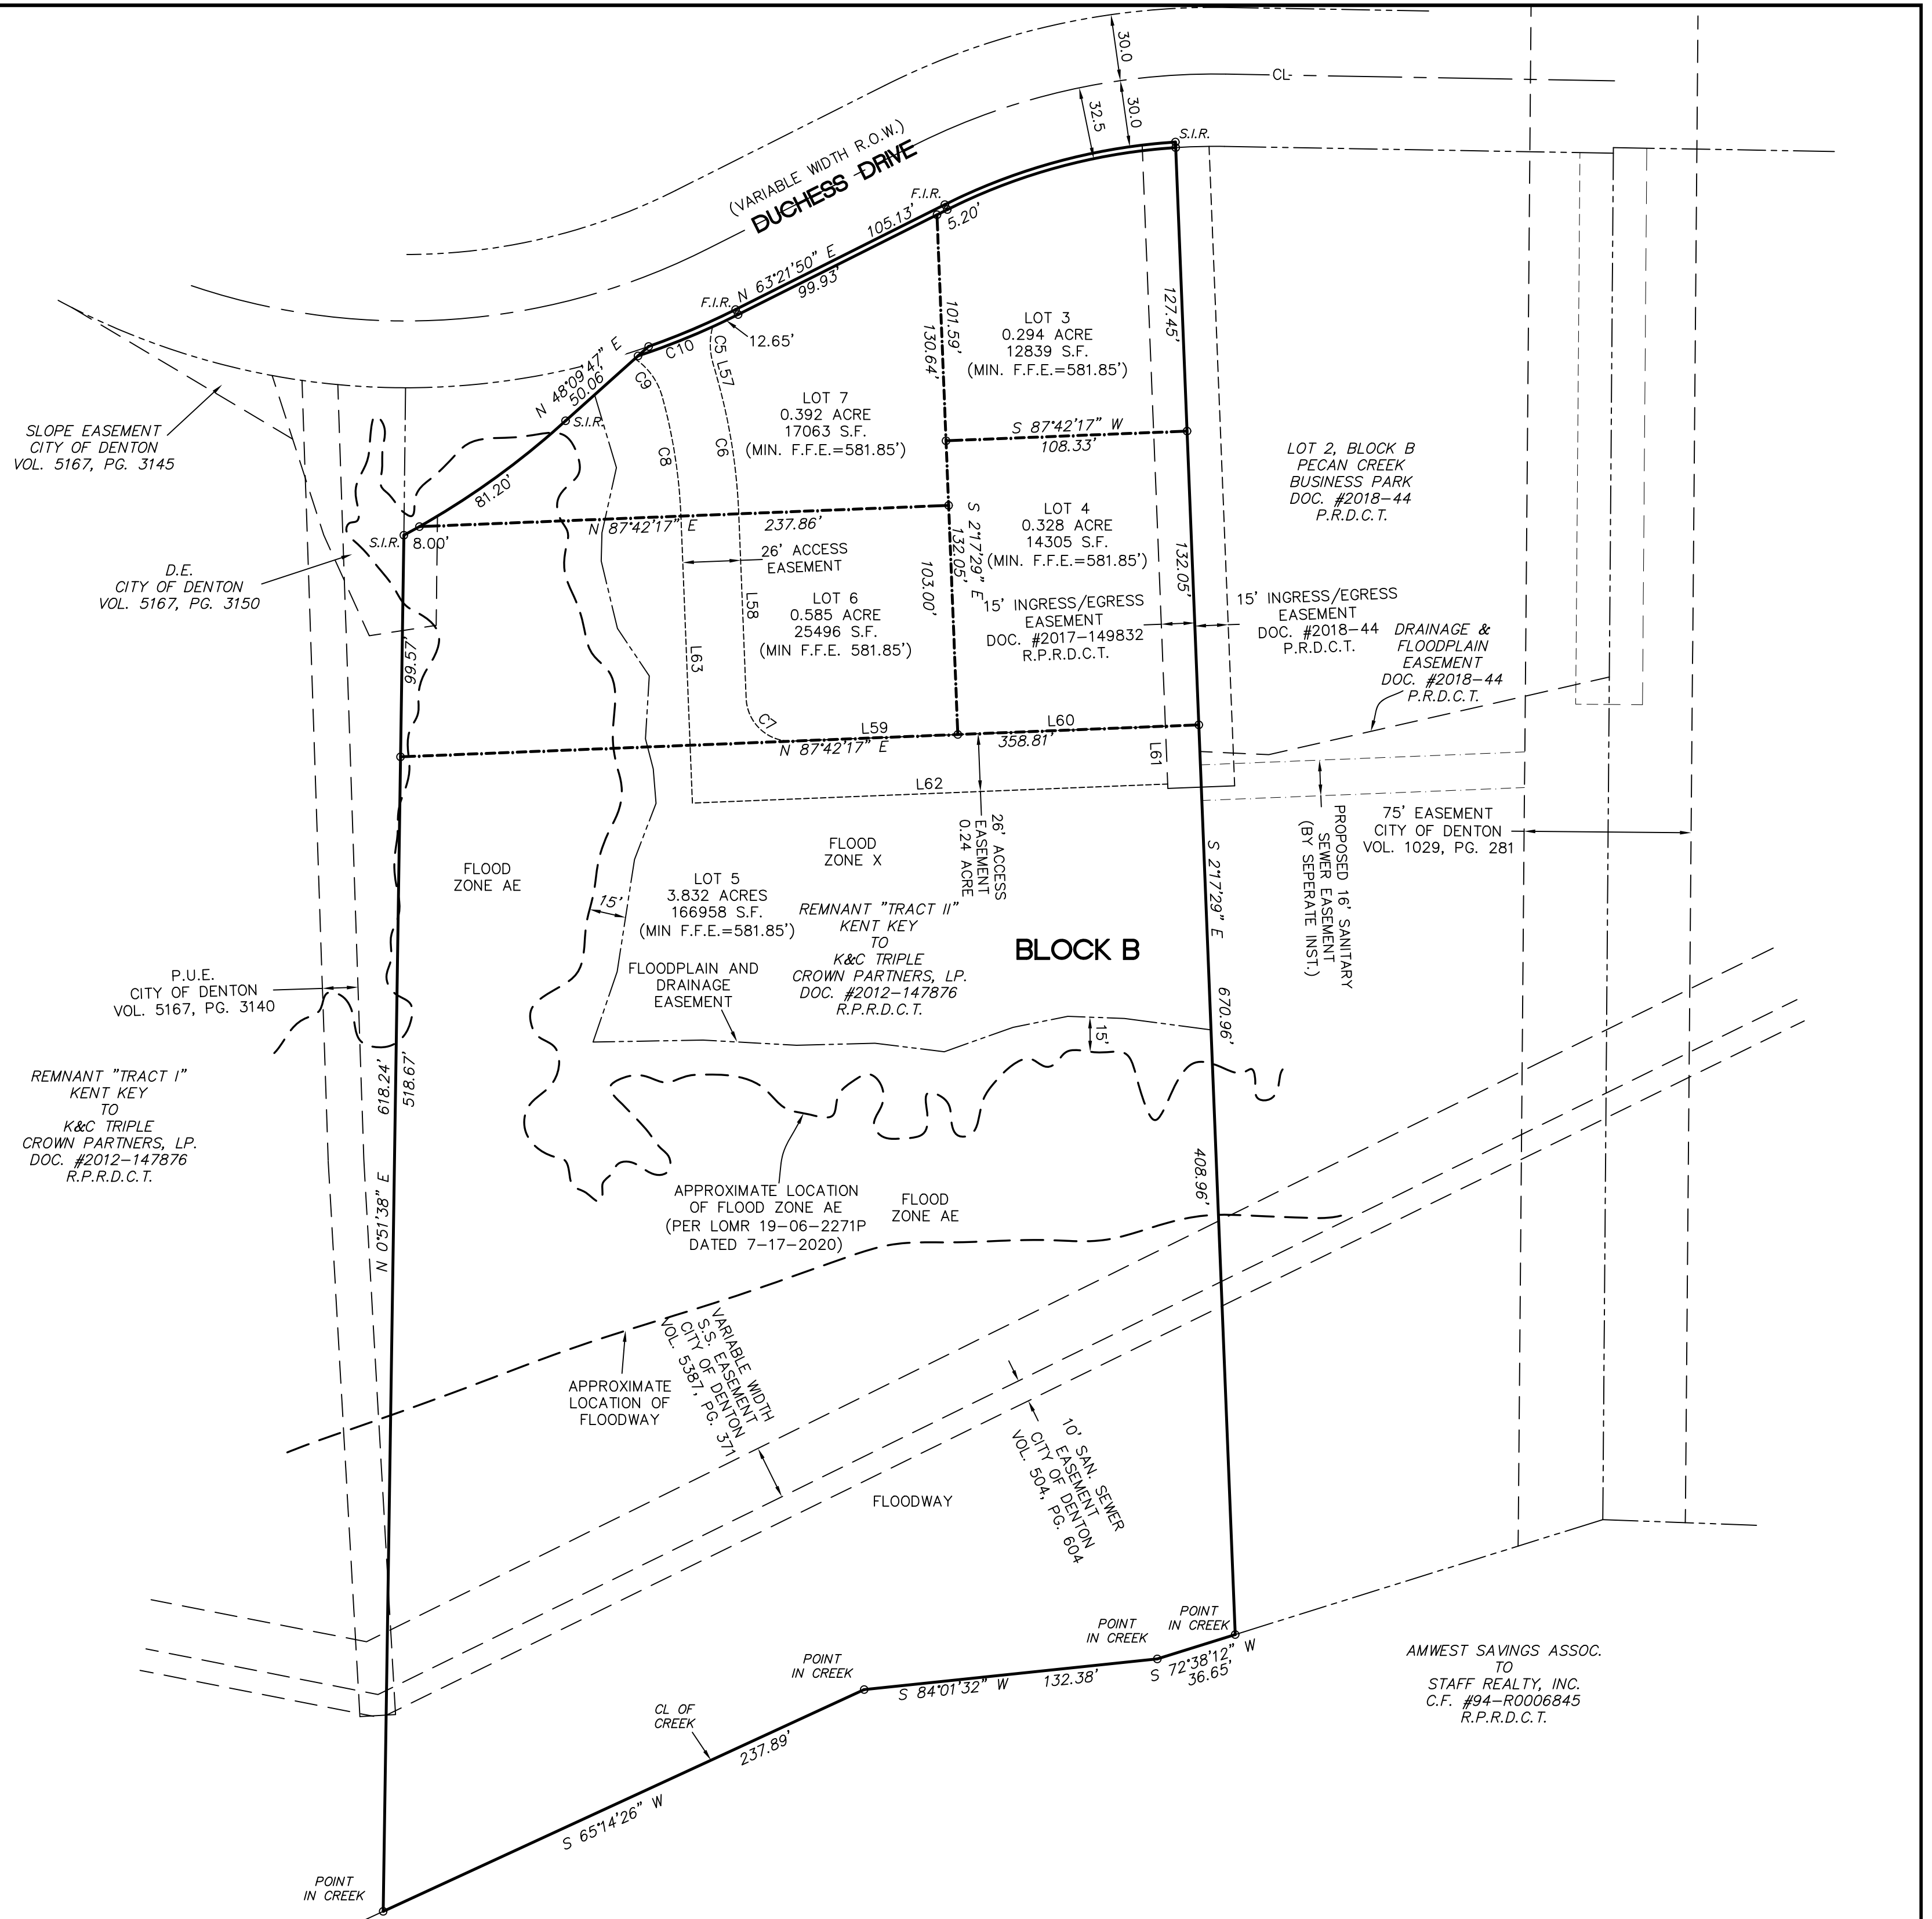 30.0
CL
30.0
32.5
S.I.R.
(VARIABLE WIDTH R.O.W.)
DUCHESS DRIVE
F.I.R.
105.13'
5.20'
N 63°21'50" E
99.93'
F.I.R.
12.65'
C10
C5
L57
C9
N 48°09'47" E
50.06'
S.I.R.
C8
C6
101.59'
130.64'
127.45'
LOT 3
0.294 ACRE
12839 S.F.
(MIN. F.F.E.=581.85')
LOT 7
0.392 ACRE
17063 S.F.
(MIN. F.F.E.=581.85')
S 87°42'17" W
108.33'
SLOPE EASEMENT
CITY OF DENTON
VOL. 5167, PG. 3145
LOT 2, BLOCK B
PECAN CREEK
BUSINESS PARK
DOC. #2018-44
P.R.D.C.T.
81.20'
N 87°42'17" E
237.86'
S.I.R.
8.00'
LOT 4
0.328 ACRE
14305 S.F.
(MIN. F.F.E.=581.85')
S 2°17'29" E
132.05'
103.00'
132.05'
26' ACCESS
EASEMENT
D.E.
CITY OF DENTON
VOL. 5167, PG. 3150
LOT 6
0.585 ACRE
25496 S.F.
(MIN F.F.E. 581.85')
L58
L63
15' INGRESS/EGRESS
EASEMENT
DOC. #2017-149832
R.P.R.D.C.T.
15' INGRESS/EGRESS
EASEMENT
DOC. #2018-44
P.R.D.C.T.
DRAINAGE &
FLOODPLAIN
EASEMENT
DOC. #2018-44
P.R.D.C.T.
99.57'
C7
L59
N 87°42'17" E
L60
358.81'
L61
L62
26' ACCESS
EASEMENT
0.24 ACRE
PROPOSED 16' SANITARY
SEWER EASEMENT
(BY SEPERATE INST.)
75' EASEMENT
CITY OF DENTON
VOL. 1029, PG. 281
FLOOD
ZONE X
FLOOD
ZONE AE
S 2°17'29" E
670.96'
LOT 5
3.832 ACRES
166958 S.F.
(MIN F.F.E.=581.85')
15'
REMNANT "TRACT II"
KENT KEY
TO
K&C TRIPLE
CROWN PARTNERS, LP.
DOC. #2012-147876
R.P.R.D.C.T.
BLOCK B
FLOODPLAIN AND
DRAINAGE
EASEMENT
P.U.E.
CITY OF DENTON
VOL. 5167, PG. 3140
15'
REMNANT "TRACT I"
KENT KEY
TO
K&C TRIPLE
CROWN PARTNERS, LP.
DOC. #2012-147876
R.P.R.D.C.T.
618.24'
518.67'
N 0°51'38" E
408.96'
APPROXIMATE LOCATION
OF FLOOD ZONE AE
(PER LOMR 19-06-2271P
DATED 7-17-2020)
FLOOD
ZONE AE
VARIABLE WIDTH
S.S. EASEMENT
CITY OF DENTON
VOL. 5387, PG. 371
APPROXIMATE
LOCATION OF
FLOODWAY
10' SAN. SEWER
EASEMENT
CITY OF DENTON
VOL. 504, PG. 604
FLOODWAY
POINT
IN CREEK
POINT
IN CREEK
POINT
IN CREEK
S 72°38'12" W
36.65'
S 84°01'32" W
132.38'
AMWEST SAVINGS ASSOC.
TO
STAFF REALTY, INC.
C.F. #94-R0006845
R.P.R.D.C.T.
CL OF
CREEK
237.89'
S 65°14'26" W
POINT
IN CREEK